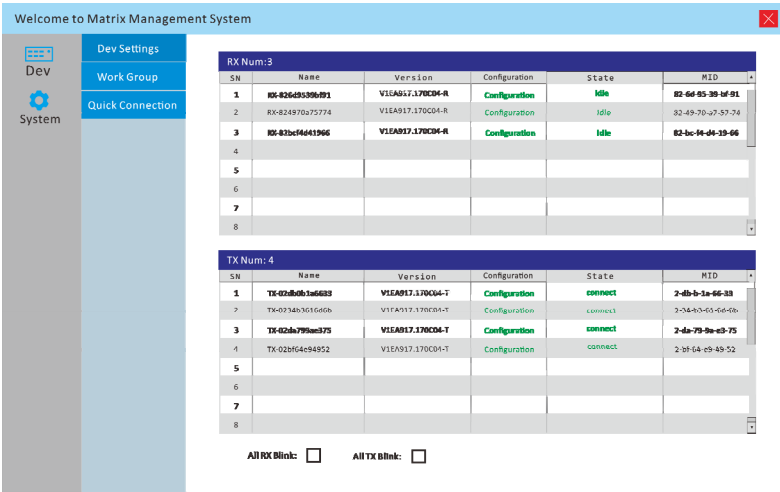 Welcome to Matrix Management System
Dev
System
Dev Settings
Work Group
Quick Connection
RX Num:3
SN Name Version Configuration State MID
1 RX-826d9539bf91 V1EA917.170C04-R Configuration Idle 82-6d-95-39-bf-91
2 RX-824970a75774 V1EA917.170C04-R Configuration Idle 82-49-70-a7-57-74
3 RX-82bcf4d41966 V1EA917.170C04-R Configuration Idle 82-bc-f4-d4-19-66
4
5
6
7
8
TX Num: 4
SN Name Version Configuration State MID
1 TX-02db0b1a6633 V1EA917.170C04-T Configuration connect 2-db-b-1a-66-33
2 TX-0234b3616d6b V1EA917.170C04-T Configuration connect
3 TX-02da799ae375 V1EA917.170C04-T Configuration connect 2-da-79-9a-e3-75
4 TX-02bf64e94952 V1EA917.170C04-T Configuration connect 2-bf-64-e9-49-52
5
6
7
8
All RX Blink: All TX Blink: